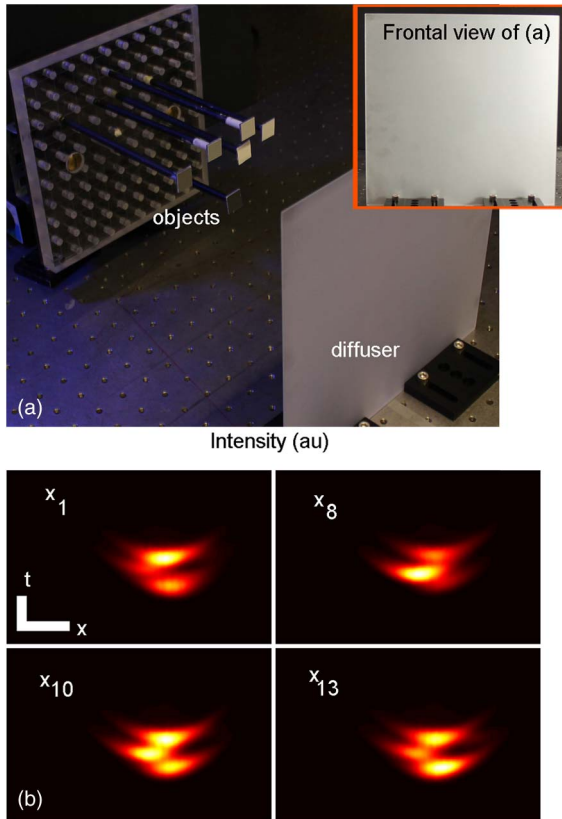 Frontal view of (a)
objects
diffuser
(a)
Intensity (au)
x1
x8
t
x
x10
x13
(b)